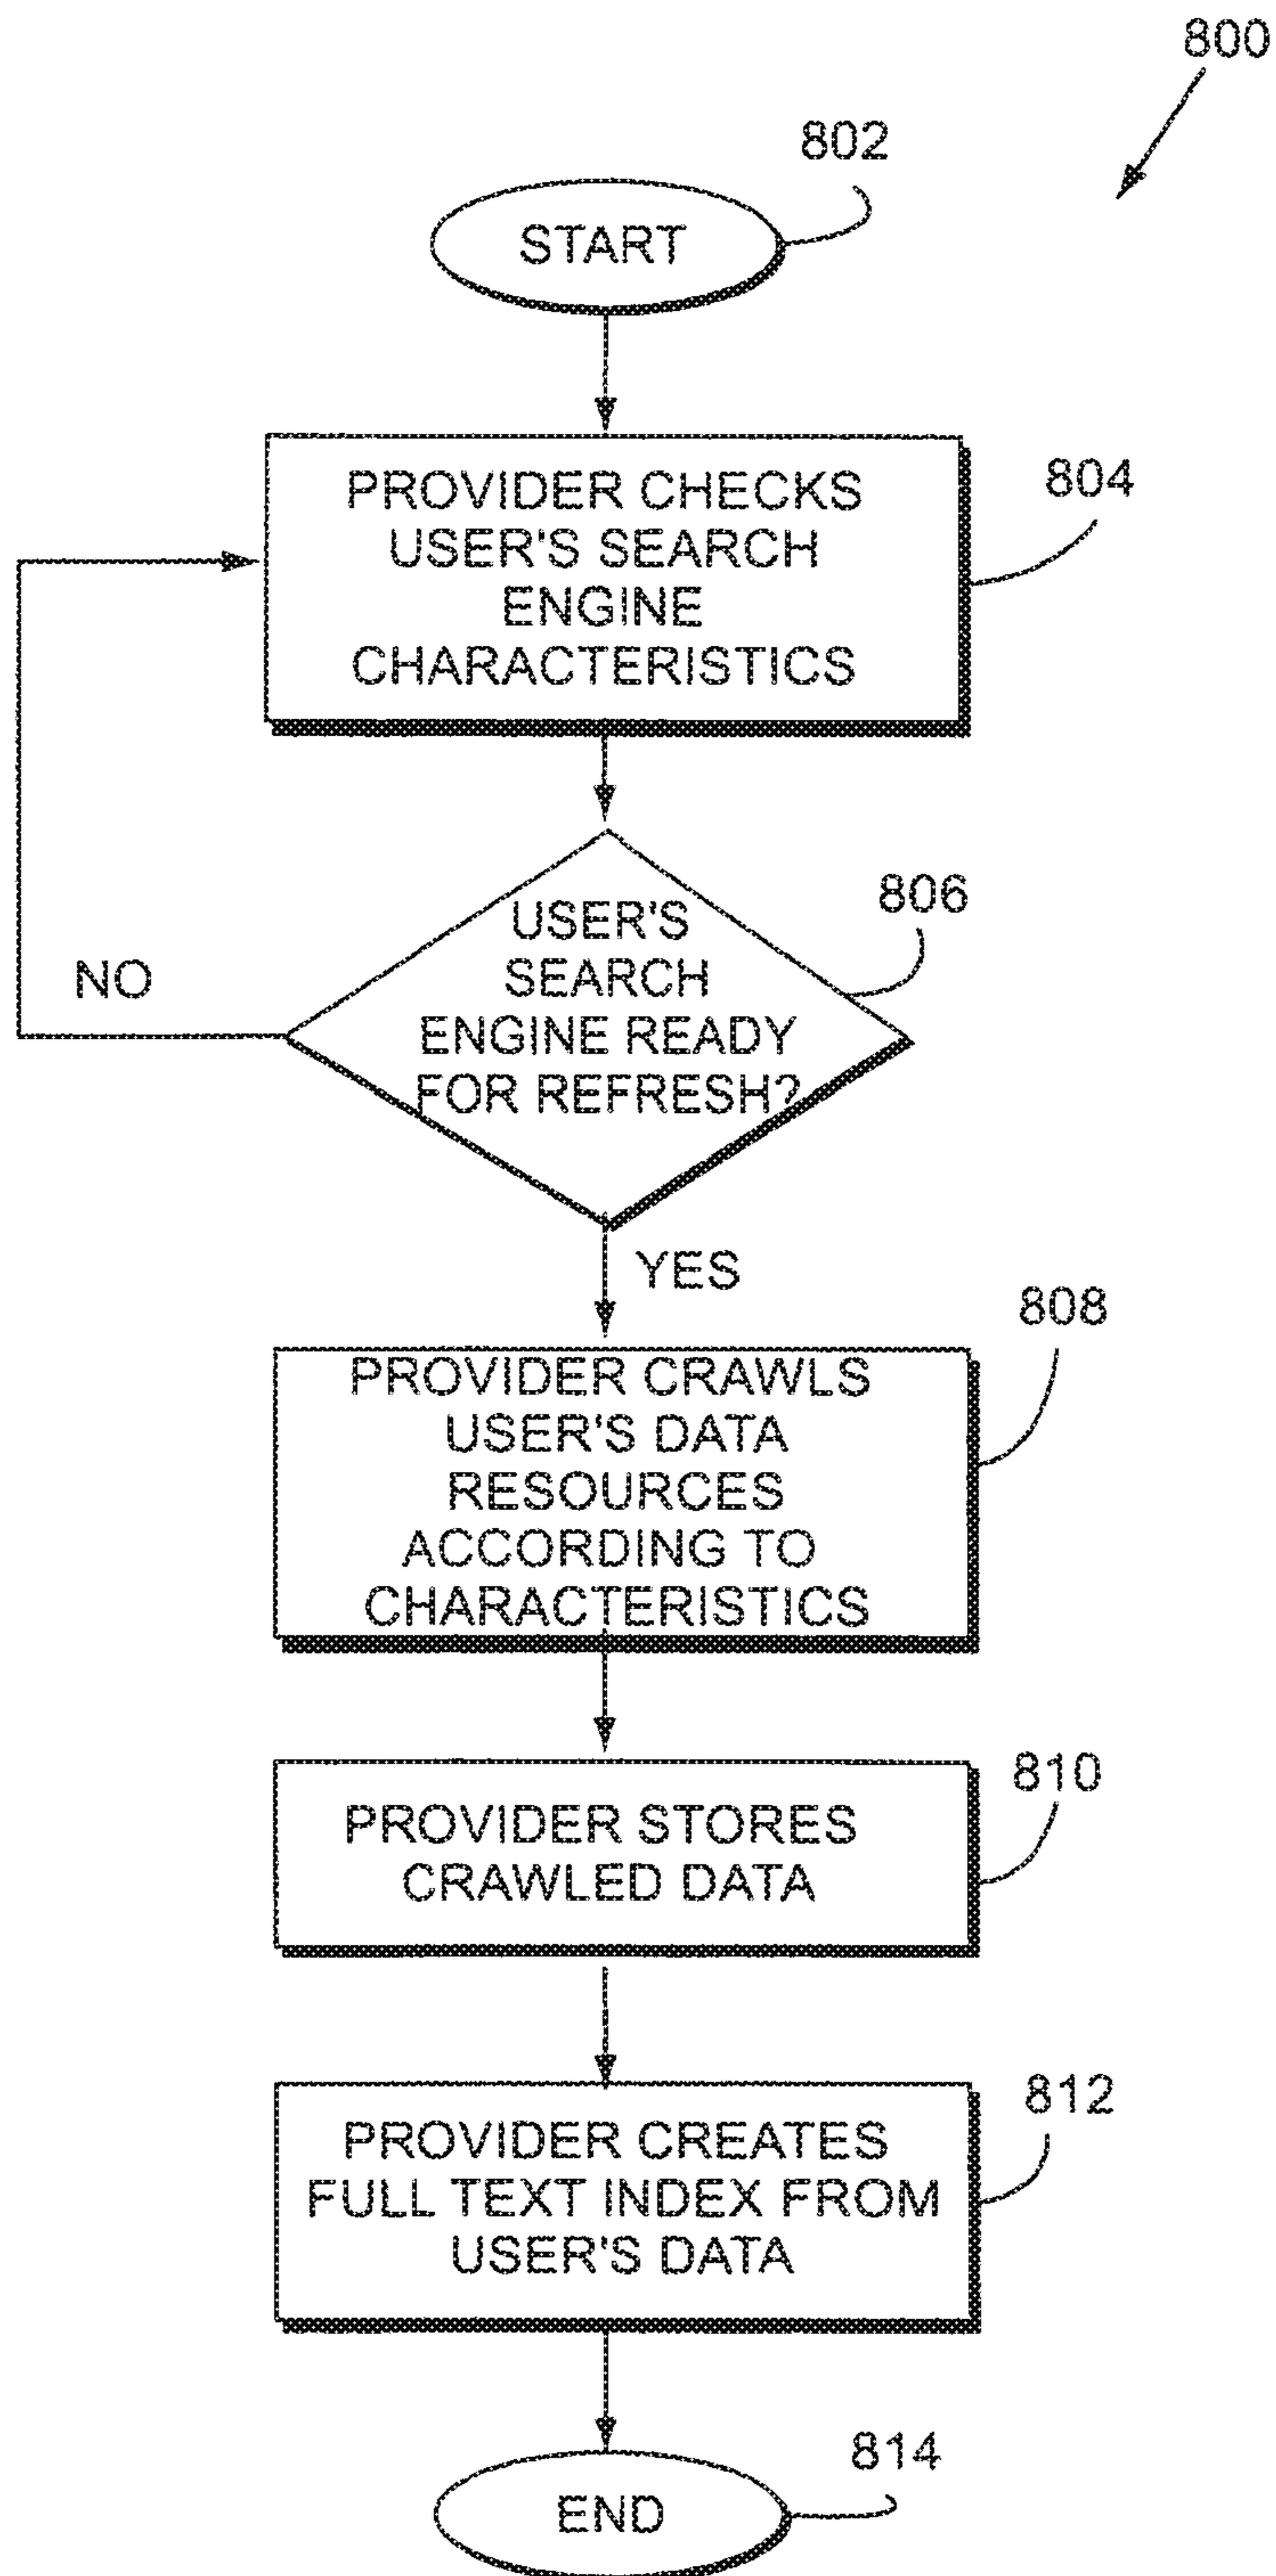 800
802
START
PROVIDER CHECKS
USER'S SEARCH
ENGINE
CHARACTERISTICS
804
USER'S
SEARCH
ENGINE READY
FOR REFRESH?
806
NO
YES
808
PROVIDER CRAWLS
USER'S DATA
RESOURCES
ACCORDING TO
CHARACTERISTICS
810
PROVIDER STORES
CRAWLED DATA
812
PROVIDER CREATES
FULL TEXT INDEX FROM
USER'S DATA
814
END